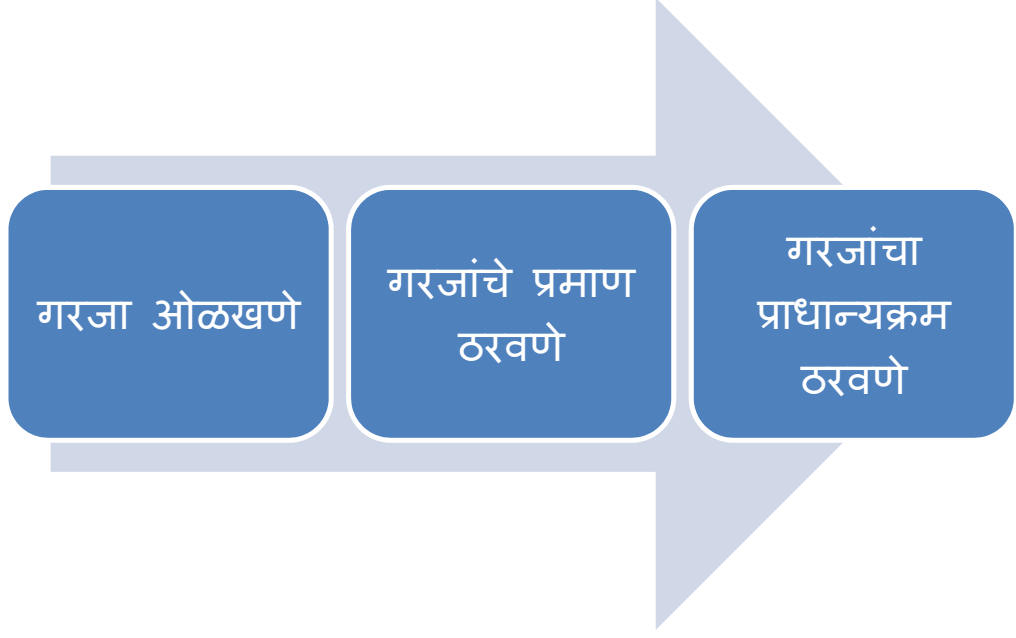 गरजा ओळखणे
गरजांचे प्रमाण
ठरवणे
गरजांचा
प्राधान्यक्रम
ठरवणे